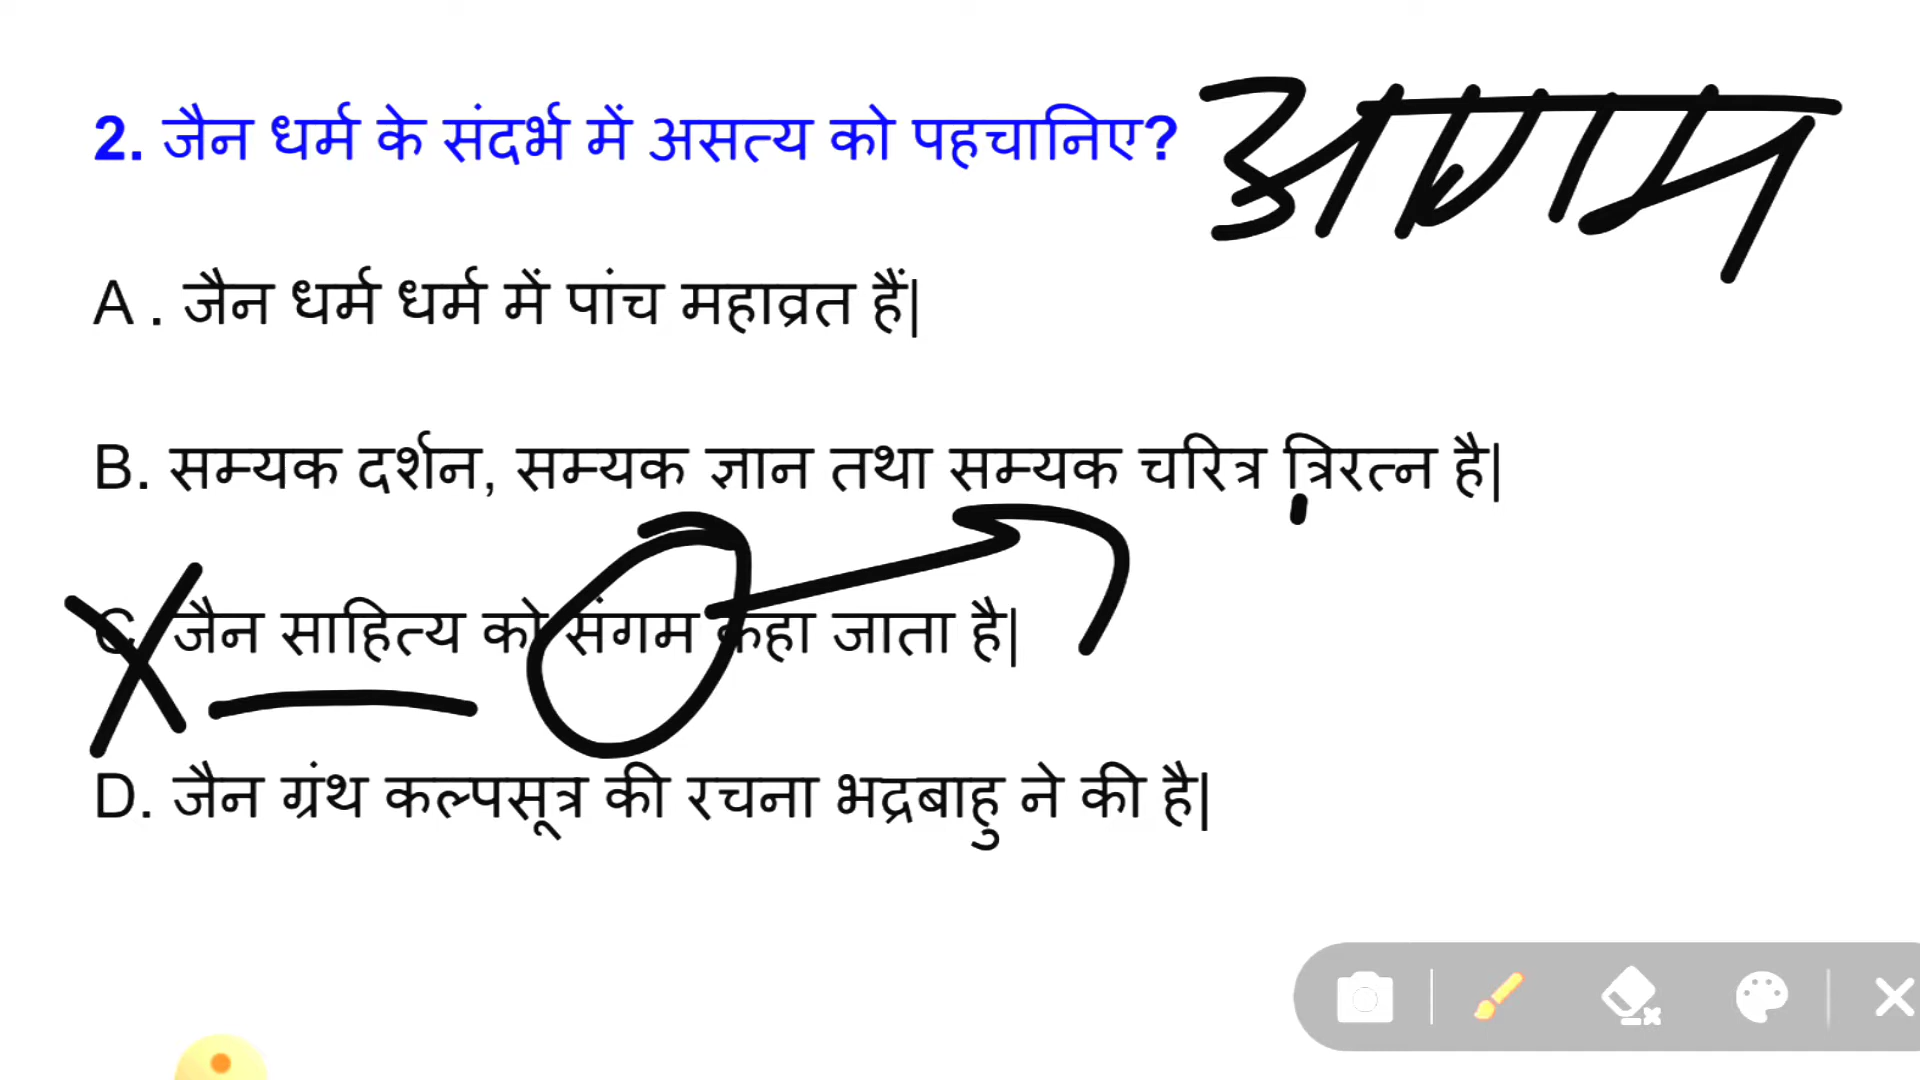 2. जैन धर्म के संदर्भ में असत्य को पहचानिए?
आगम
A . जैन धर्म धर्म में पांच महाव्रत हैं|
B. सम्यक दर्शन, सम्यक ज्ञान तथा सम्यक चरित्र त्रिरत्न है|
C. जैन साहित्य को संगम कहा जाता है|
D. जैन ग्रंथ कल्पसूत्र की रचना भद्रबाहु ने की है|